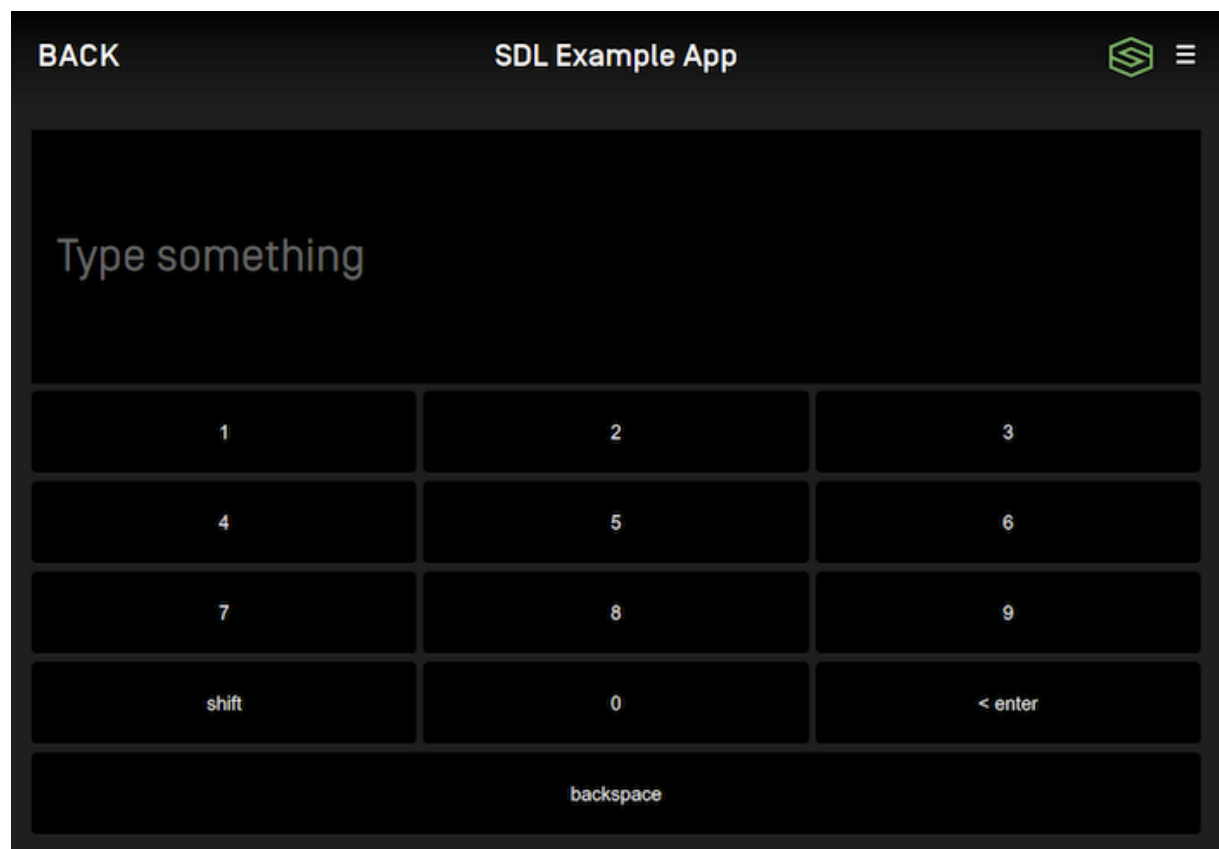 BACK SDL Example App
Type something
1 2 3
4 5 6
7 8 9
shift 0 < enter
backspace